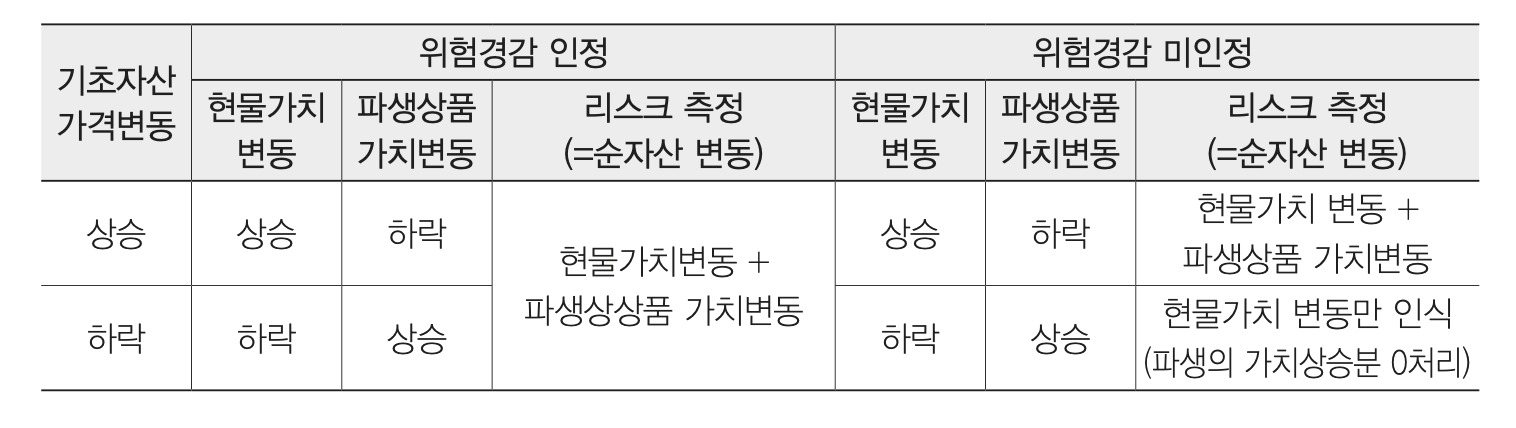 기초자산
가격변동
위험경감 인정
위험경감 미인정
현물가치
변동
파생상품
가치변동
리스크 측정
(=순자산 변동)
현물가치
변동
파생상품
가치변동
리스크 측정
(=순자산 변동)
상승
상승
하락
현물가치변동 +
파생상상품 가치변동
상승
하락
현물가치 변동 +
파생상품 가치변동
하락
하락
상승
하락
상승
현물가치 변동만 인식
(파생의 가치상승분 0처리)